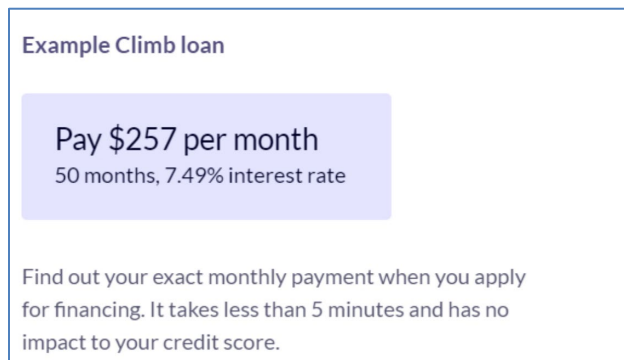 Example Climb loan
Pay $257 per month
50 months, 7.49% interest rate
Find out your exact monthly payment when you apply
for financing. It takes less than 5 minutes and has no
impact to your credit score.